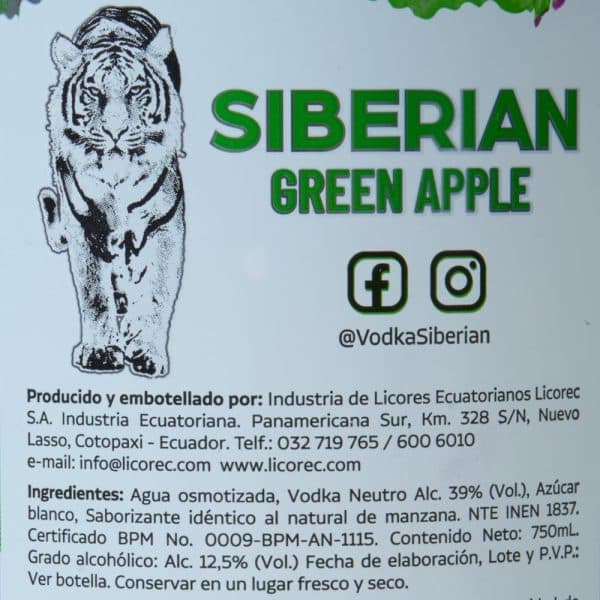 SIBERIAN
GREEN APPLE
@VodkaSiberian
Producido y embotellado por: Industria de Licores Ecuatorianos Licorec
S.A. Industria Ecuatoriana. Panamericana Sur, Km. 328 S/N, Nuevo
Lasso, Cotopaxi - Ecuador. Telf.: 032 719 765 / 600 6010
e-mail: info@licorec.com www.licorec.com
Ingredientes: Agua osmotizada, Vodka Neutro Alc. 39% (Vol.), Azúcar
blanco, Saborizante idéntico al natural de manzana. NTE INEN 1837.
Certificado BPM No. 0009-BPM-AN-1115. Contenido Neto: 750mL.
Grado alcohólico: Alc. 12,5% (Vol.) Fecha de elaboración, Lote y P.V.P.:
Ver botella. Conservar en un lugar fresco y seco.